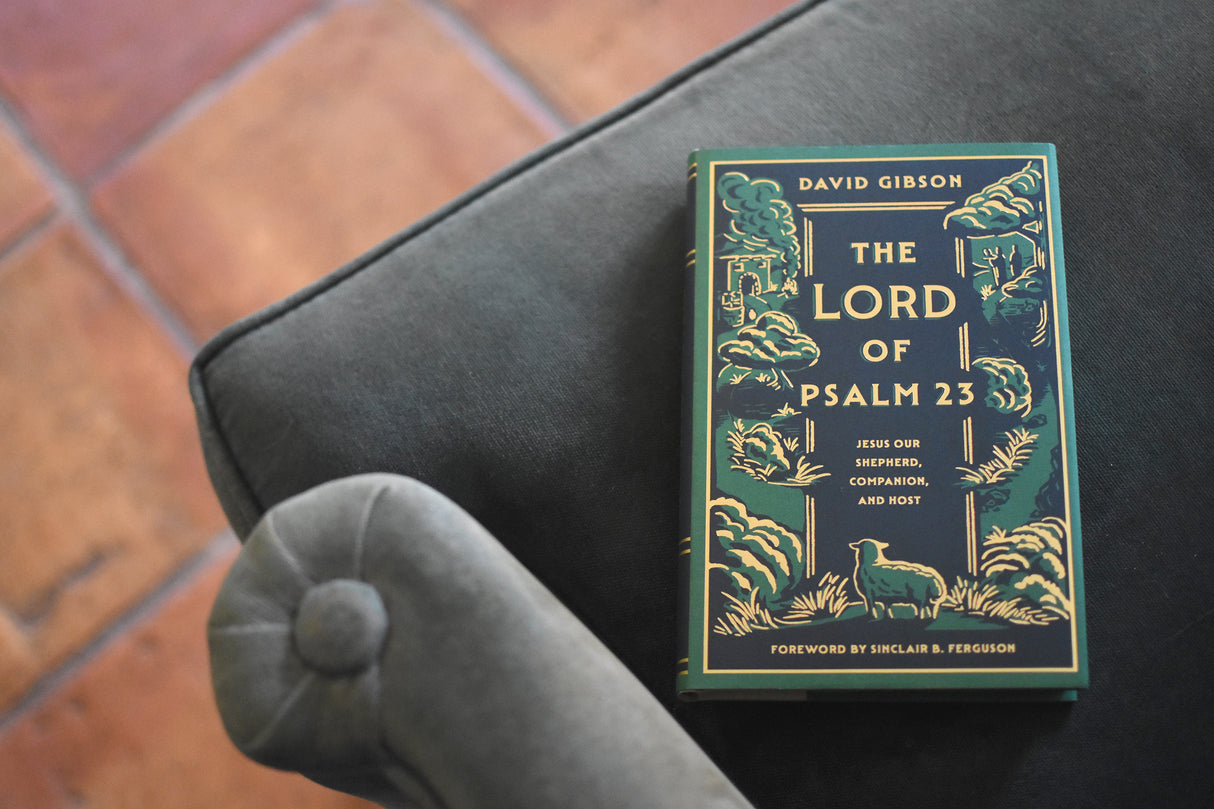 DAVID GIBSON
THE
LORD
OF
PSALM 23
JESUS OUR
SHEPHERD,
COMPANION,
AND HOST
FOREWORD BY SINCLAIR B. FERGUSON